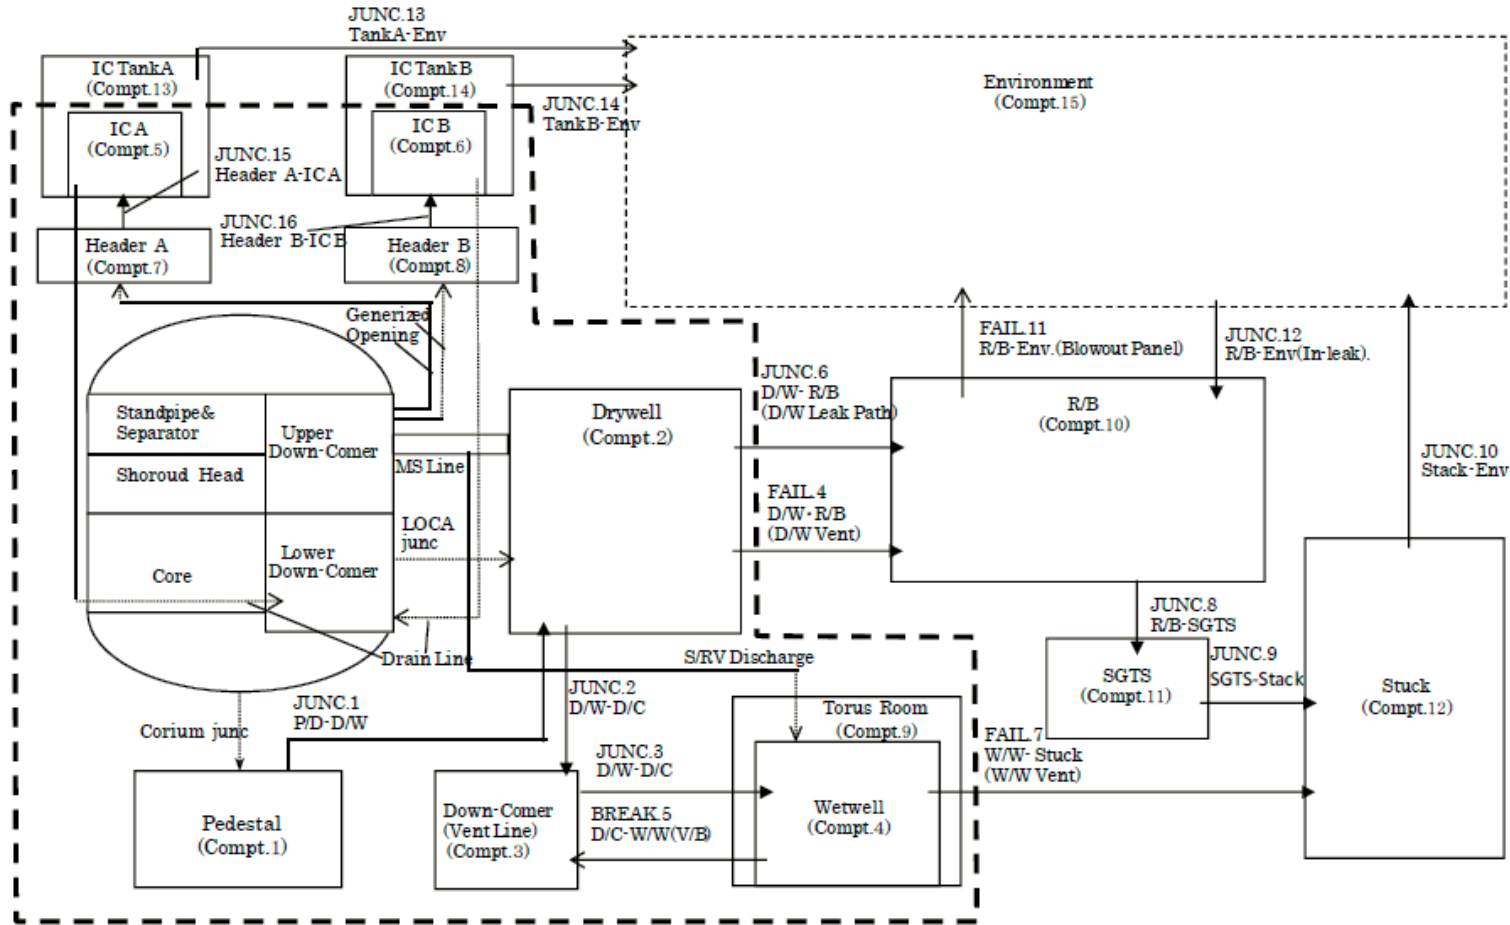 JUNC.13
TankA-Env
IC TankA
(Compt.13)
IC TankB
(Compt.14)
JUNC.14
TankB-Env
Environment
(Compt.15)
IC A
(Compt.5)
IC B
(Compt.6)
JUNC.15
Header A-IC A
JUNC.16
Header B-IC B
Header A
(Compt.7)
Header B
(Compt.8)
Generized
Opening
FAIL.11
R/B-Env.(Blowout Panel)
JUNC.12
R/B-Env(In-leak).
JUNC.6
D/W- R/B
(D/W Leak Path)
Standpipe&
Separator
Upper
Down-Comer
Shoroud Head
MS Line
Drywell
(Compt.2)
R/B
(Compt.10)
JUNC.10
Stack-Env
FAIL.4
D/W-R/B
(D/W Vent)
LOCA
junc
Core
Lower
Down-Comer
Drain Line
S/RV Discharge
JUNC.8
R/B-SGTS
JUNC.9
SGTS-Stack
SGTS
(Compt.11)
Stuck
(Compt.12)
Corium junc
JUNC.1
P/D-D/W
JUNC.2
D/W-D/C
Torus Room
(Compt.9)
FAIL.7
W/W- Stuck
(W/W Vent)
JUNC.3
D/W-D/C
BREAK.5
D/C-W/W(V/B)
Pedestal
(Compt.1)
Down-Comer
(Vent Line)
(Compt.3)
Wetwell
(Compt.4)